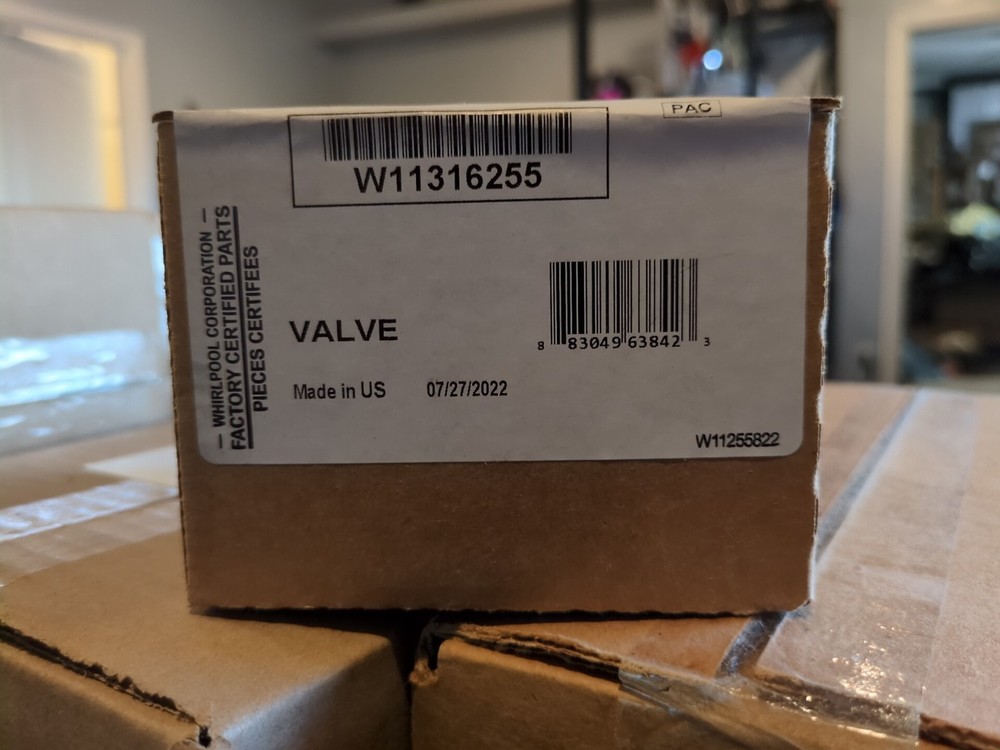 PAC
W11316255
— WHIRLPOOL CORPORATION —
FACTORY CERTIFIED PARTS
PIECES CERTIFEES
VALVE
8 83049 63842 3
Made in US 07/27/2022
W11255822